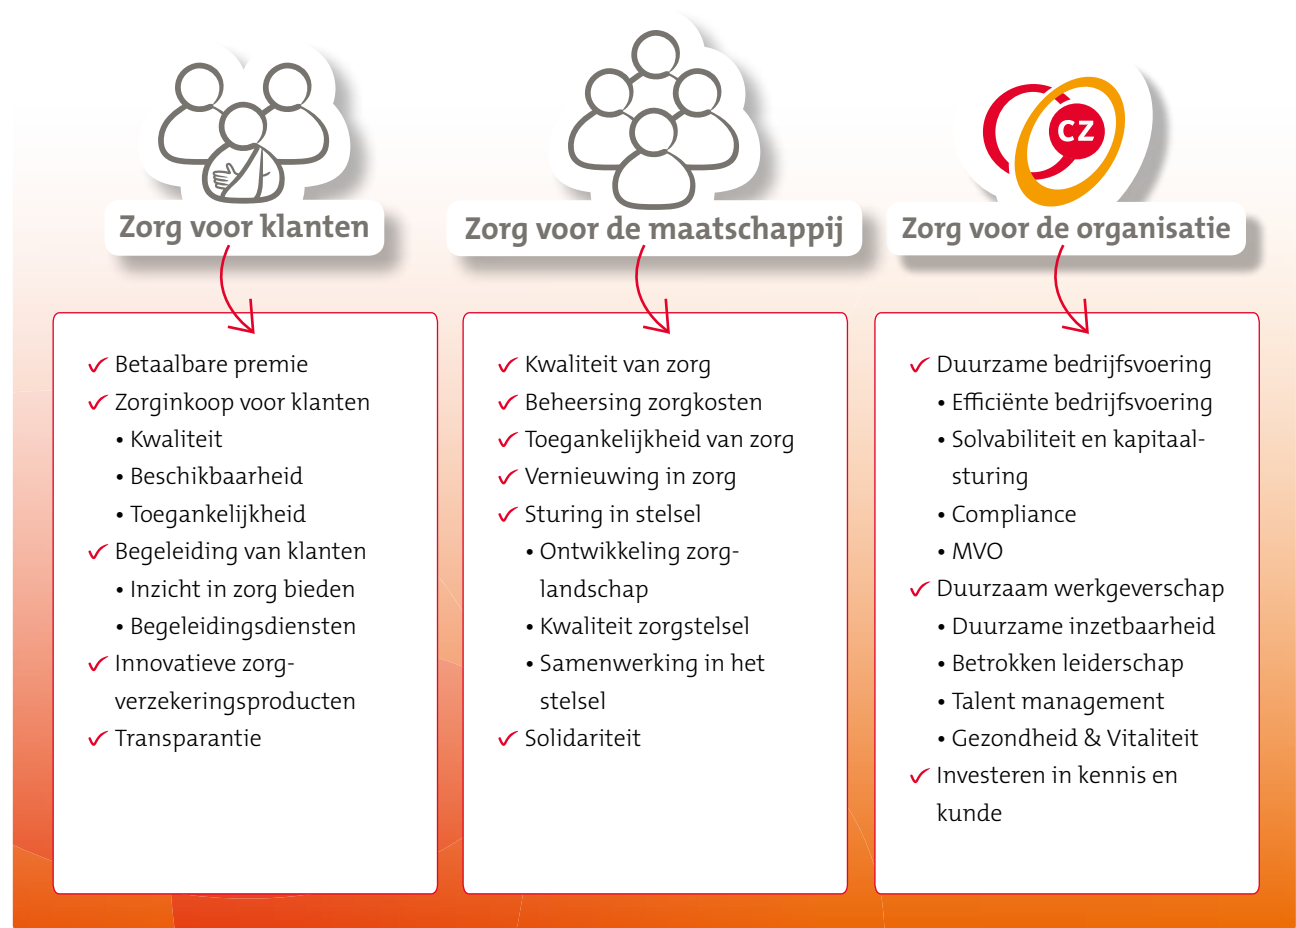 CZ
Zorg voor klanten
Betaalbare premie
Zorginkoop voor klanten
• Kwaliteit
• Beschikbaarheid
• Toegankelijkheid
Begeleiding van klanten
• Inzicht in zorg bieden
• Begeleidingsdiensten
Innovatieve zorg-
verzekeringsproducten
Transparantie
Zorg voor de maatschappij
Kwaliteit van zorg
Beheersing zorgkosten
Toegankelijkheid van zorg
Vernieuwing in zorg
Sturing in stelsel
• Ontwikkeling zorg-
landschap
• Kwaliteit zorgstelsel
• Samenwerking in het
stelsel
Solidariteit
Zorg voor de organisatie
Duurzame bedrijfsvoering
• Efficiënte bedrijfsvoering
• Solvabiliteit en kapitaal-
sturing
• Compliance
• MVO
Duurzaam werkgeverschap
• Duurzame inzetbaarheid
• Betrokken leiderschap
• Talent management
• Gezondheid & Vitaliteit
Investeren in kennis en
kunde